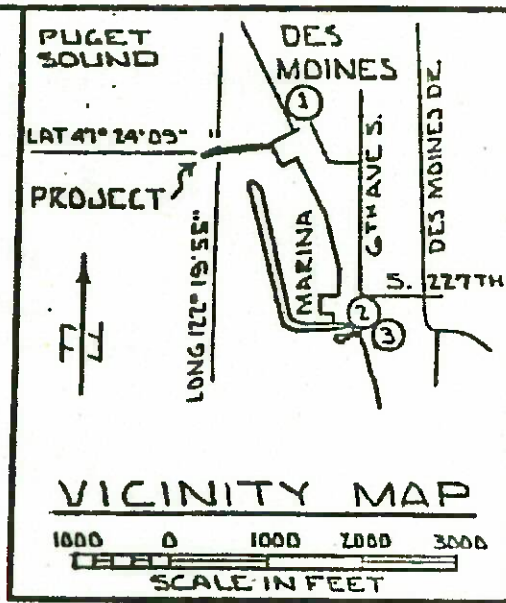 PUGET
SOUND
DES
MOINES
1
LAT 47° 24' 09"
PROJECT
6TH AVE S.
DES MOINES DR.
MARINA
S. 227TH
2
3
LONG 122° 19' 55"
N
VICINITY MAP
1000 0 1000 2000 3000
SCALE IN FEET